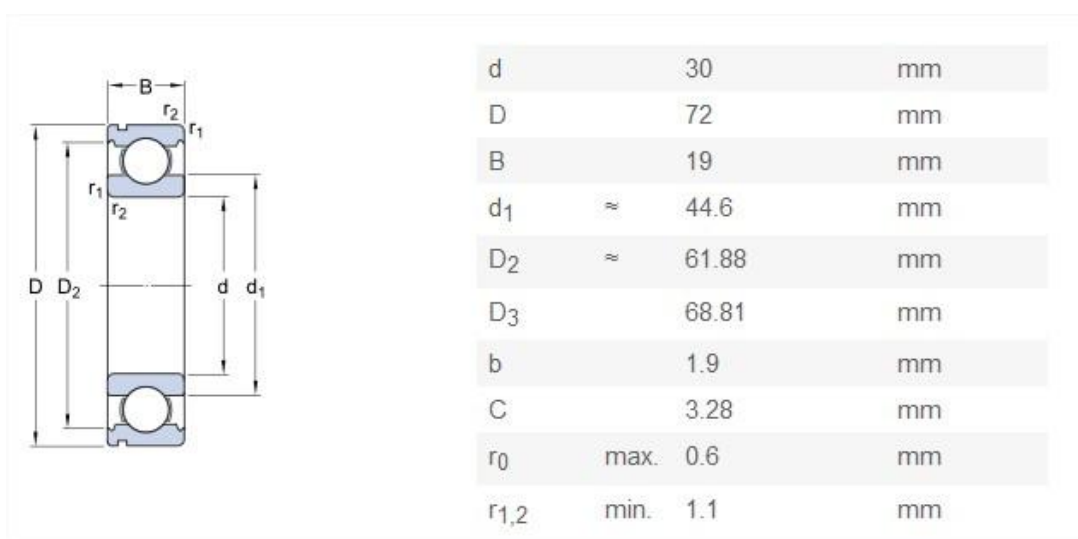 B
r2
r1
r1
r2
D D2 d d1
d 30 mm
D 72 mm
B 19 mm
d1 ≈ 44.6 mm
D2 ≈ 61.88 mm
D3 68.81 mm
b 1.9 mm
C 3.28 mm
r0 max. 0.6 mm
r1,2 min. 1.1 mm